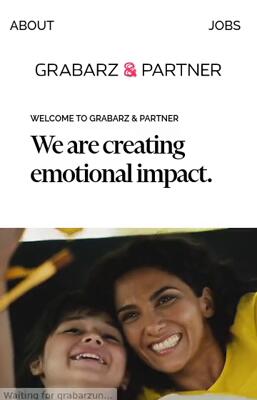 ABOUT
JOBS
GRABARZ & PARTNER
WELCOME TO GRABARZ & PARTNER
We are creating
emotional impact.
Waiting for grabarzun...